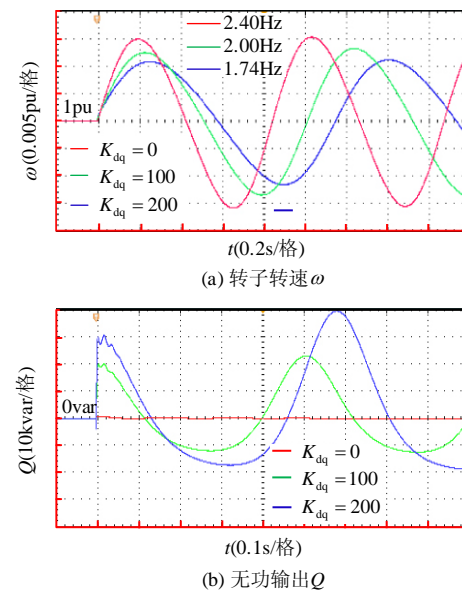 2.40Hz
2.00Hz
1.74Hz
ω(0.005pu/格)
1pu
K_dq = 0
K_dq = 100
K_dq = 200
t(0.2s/格)
(a) 转子转速ω
Q(10kvar/格)
0var
K_dq = 0
K_dq = 100
K_dq = 200
t(0.1s/格)
(b) 无功输出Q